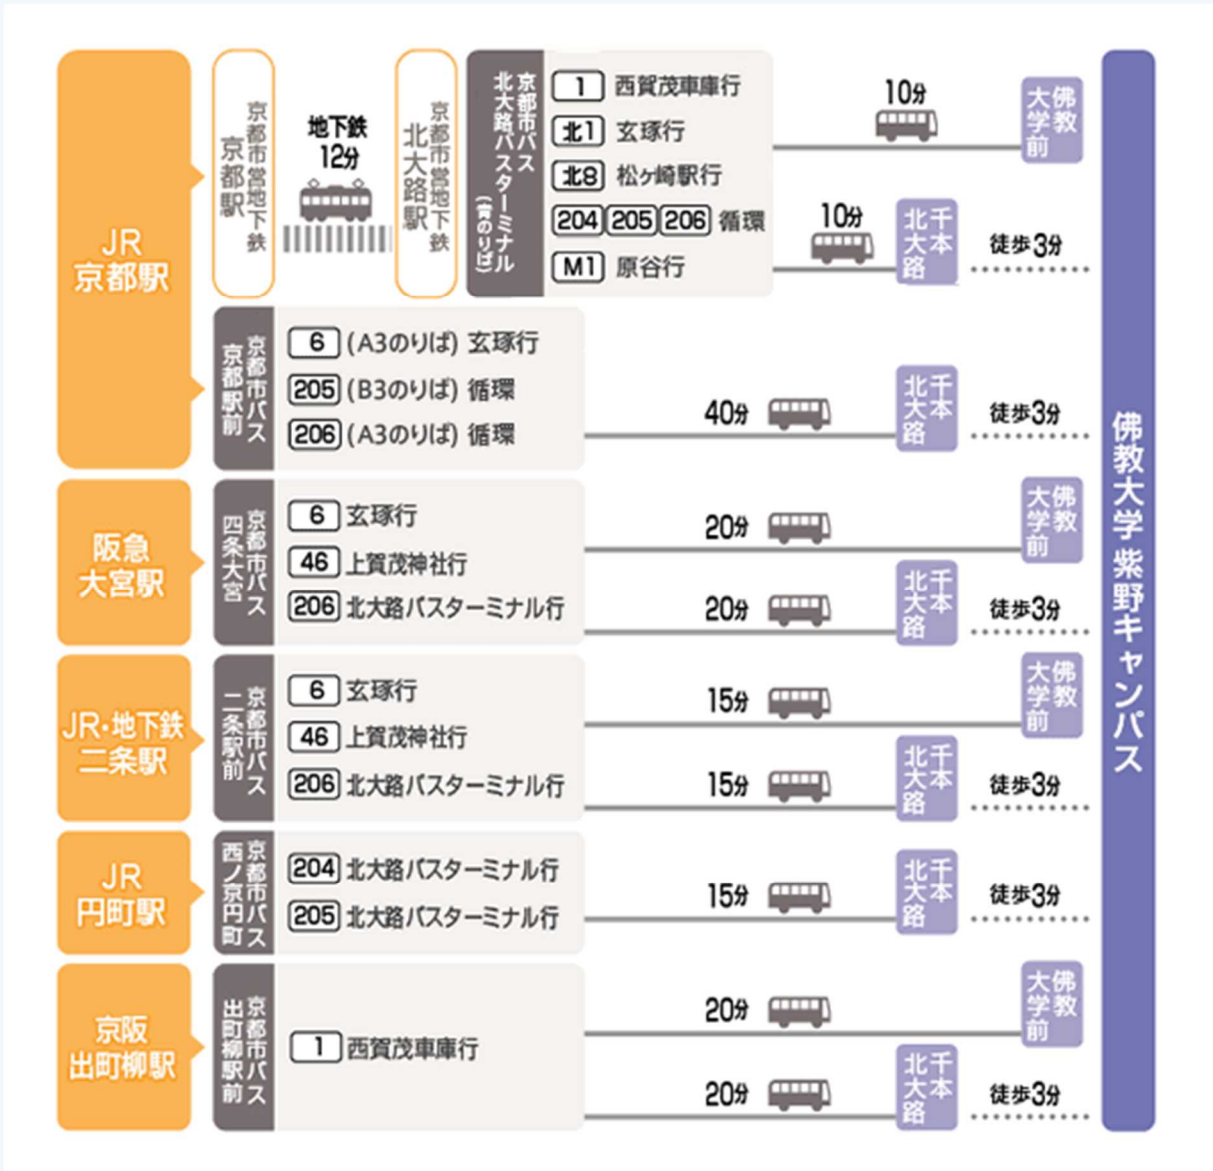 JR
京都駅
京都市営地下鉄
京都駅
地下鉄
12分
京都市営地下鉄
北大路駅
京都市バス
北大路バスターミナル
(青のりば)
1 西賀茂車庫行
北1 玄琢行
北8 松ヶ崎駅行
204 205 206 循環
M1 原谷行
10分
佛教
大学前
10分
千本
北大路
徒歩3分
京都市バス
京都駅前
6 (A3のりば) 玄琢行
205 (B3のりば) 循環
206 (A3のりば) 循環
40分
千本
北大路
徒歩3分
阪急
大宮駅
京都市バス
四条大宮
6 玄琢行
46 上賀茂神社行
206 北大路バスターミナル行
20分
佛教
大学前
20分
千本
北大路
徒歩3分
JR・地下鉄
二条駅
京都市バス
二条駅前
6 玄琢行
46 上賀茂神社行
206 北大路バスターミナル行
15分
佛教
大学前
15分
千本
北大路
徒歩3分
JR
円町駅
京都市バス
西ノ京円町
204 北大路バスターミナル行
205 北大路バスターミナル行
15分
千本
北大路
徒歩3分
京阪
出町柳駅
京都市バス
出町柳駅前
1 西賀茂車庫行
20分
佛教
大学前
20分
千本
北大路
徒歩3分
佛教大学 紫野キャンパス